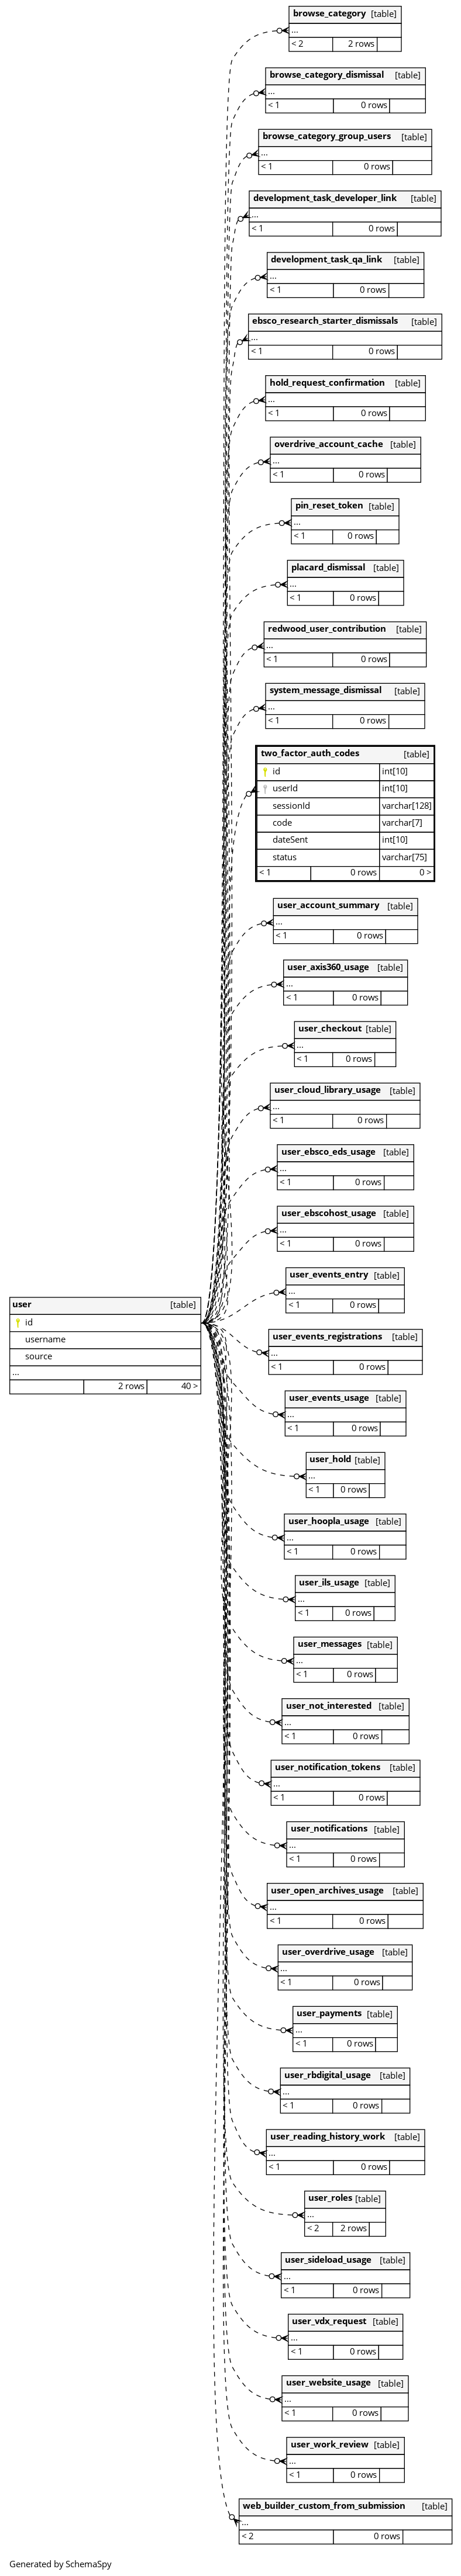 browse_category [table]
...
< 2 2 rows
browse_category_dismissal [table]
...
< 1 0 rows
browse_category_group_users [table]
...
< 1 0 rows
development_task_developer_link [table]
...
< 1 0 rows
development_task_qa_link [table]
...
< 1 0 rows
ebsco_research_starter_dismissals [table]
...
< 1 0 rows
hold_request_confirmation [table]
...
< 1 0 rows
overdrive_account_cache [table]
...
< 1 0 rows
pin_reset_token [table]
...
< 1 0 rows
placard_dismissal [table]
...
< 1 0 rows
redwood_user_contribution [table]
...
< 1 0 rows
system_message_dismissal [table]
...
< 1 0 rows
two_factor_auth_codes [table]
id int[10]
userId int[10]
sessionId varchar[128]
code varchar[7]
dateSent int[10]
status varchar[75]
< 1 0 rows 0 >
user_account_summary [table]
...
< 1 0 rows
user_axis360_usage [table]
...
< 1 0 rows
user_checkout [table]
...
< 1 0 rows
user_cloud_library_usage [table]
...
< 1 0 rows
user_ebsco_eds_usage [table]
...
< 1 0 rows
user_ebscohost_usage [table]
...
< 1 0 rows
user_events_entry [table]
...
< 1 0 rows
user [table]
id
username
source
...
2 rows 40 >
user_events_registrations [table]
...
< 1 0 rows
user_events_usage [table]
...
< 1 0 rows
user_hold [table]
...
< 1 0 rows
user_hoopla_usage [table]
...
< 1 0 rows
user_ils_usage [table]
...
< 1 0 rows
user_messages [table]
...
< 1 0 rows
user_not_interested [table]
...
< 1 0 rows
user_notification_tokens [table]
...
< 1 0 rows
user_notifications [table]
...
< 1 0 rows
user_open_archives_usage [table]
...
< 1 0 rows
user_overdrive_usage [table]
...
< 1 0 rows
user_payments [table]
...
< 1 0 rows
user_rbdigital_usage [table]
...
< 1 0 rows
user_reading_history_work [table]
...
< 1 0 rows
user_roles [table]
...
< 2 2 rows
user_sideload_usage [table]
...
< 1 0 rows
user_vdx_request [table]
...
< 1 0 rows
user_website_usage [table]
...
< 1 0 rows
user_work_review [table]
...
< 1 0 rows
web_builder_custom_from_submission [table]
...
< 2 0 rows
Generated by SchemaSpy